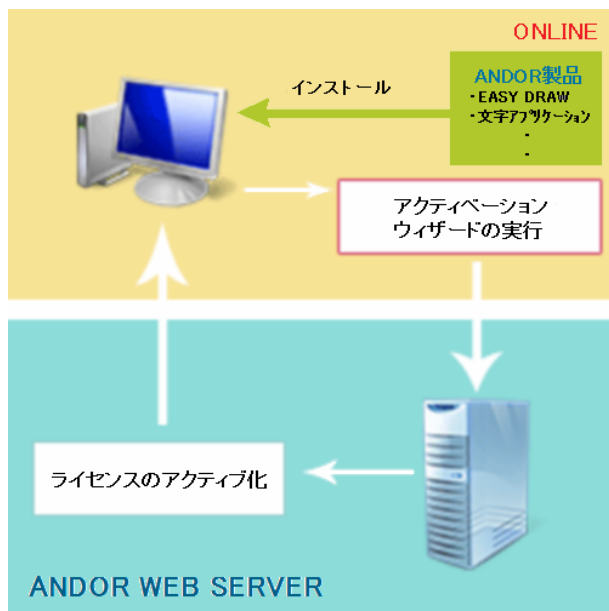 ONLINE
ANDOR製品
・EASY DRAW
・文字アプリケーション
・
・
インストール
アクティベーション
ウィザードの実行
ライセンスのアクティブ化
ANDOR WEB SERVER